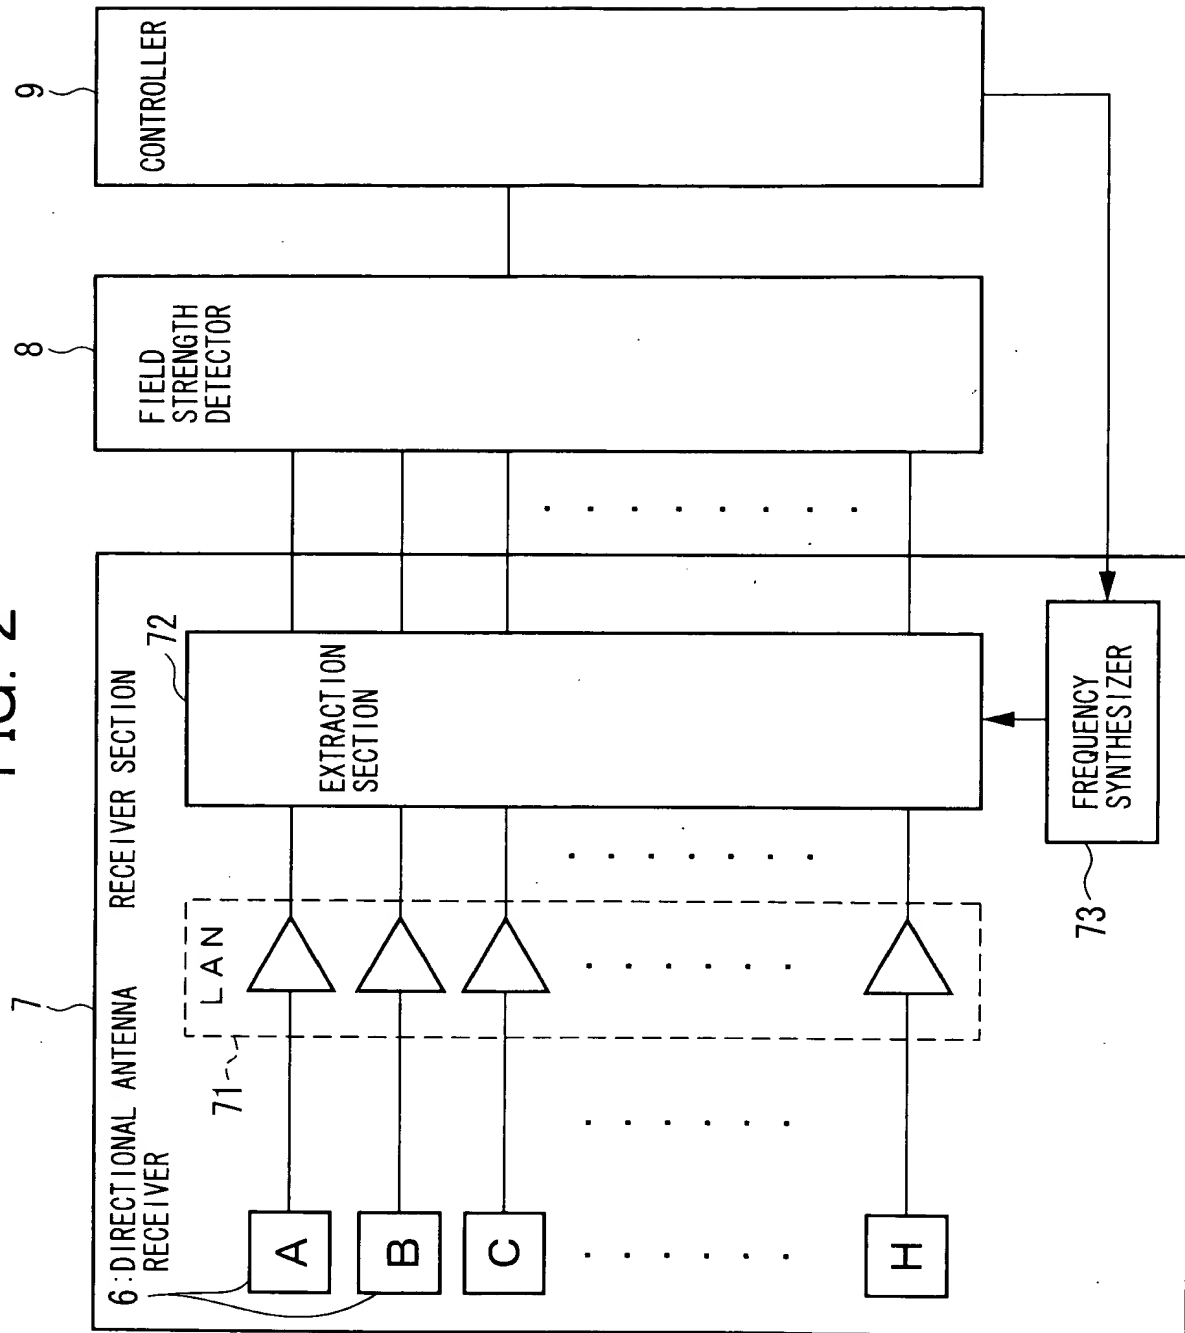 FIG. 2
6:DIRECTIONAL ANTENNA
RECEIVER
7
RECEIVER SECTION
8
9
A
B
C
H
71
LAN
72
EXTRACTION
SECTION
73
FREQUENCY
SYNTHESIZER
FIELD
STRENGTH
DETECTOR
CONTROLLER